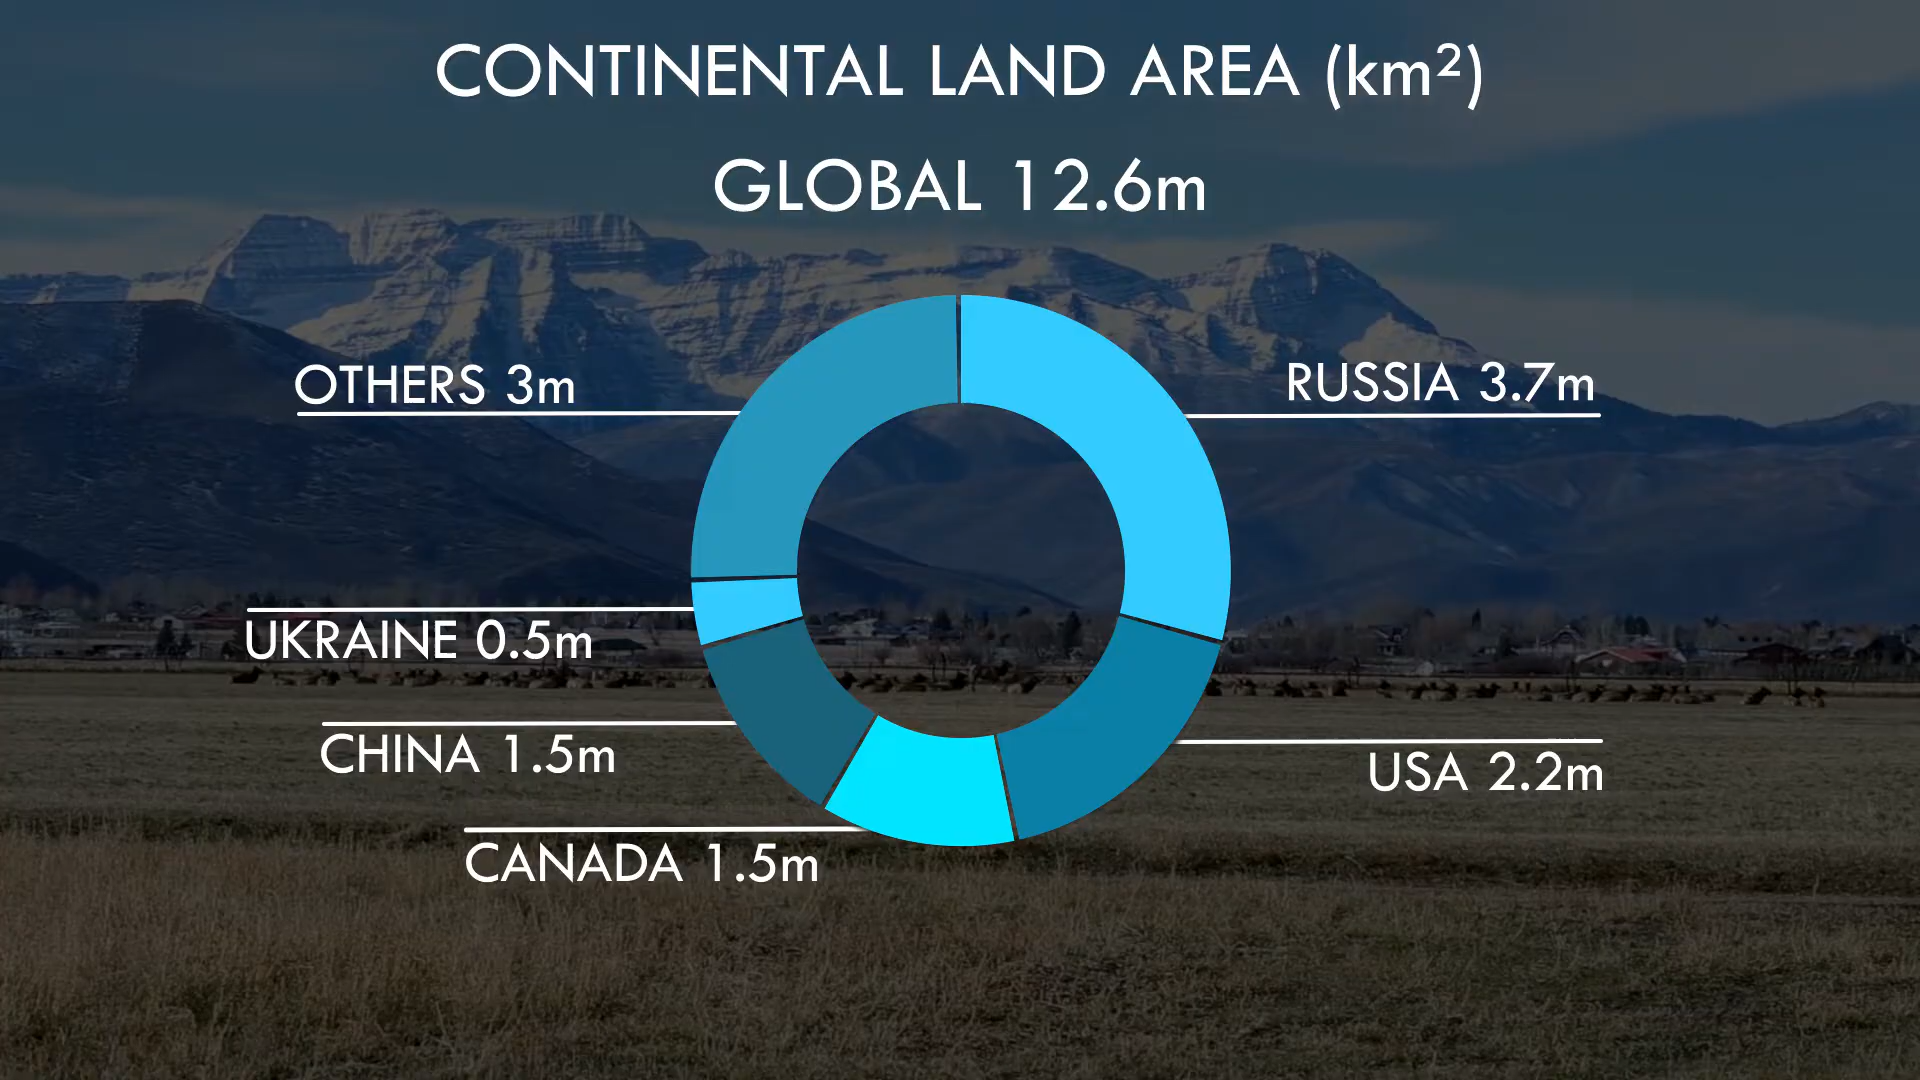 CONTINENTAL LAND AREA (km²)
GLOBAL 12.6m
OTHERS 3m
RUSSIA 3.7m
UKRAINE 0.5m
CHINA 1.5m
USA 2.2m
CANADA 1.5m